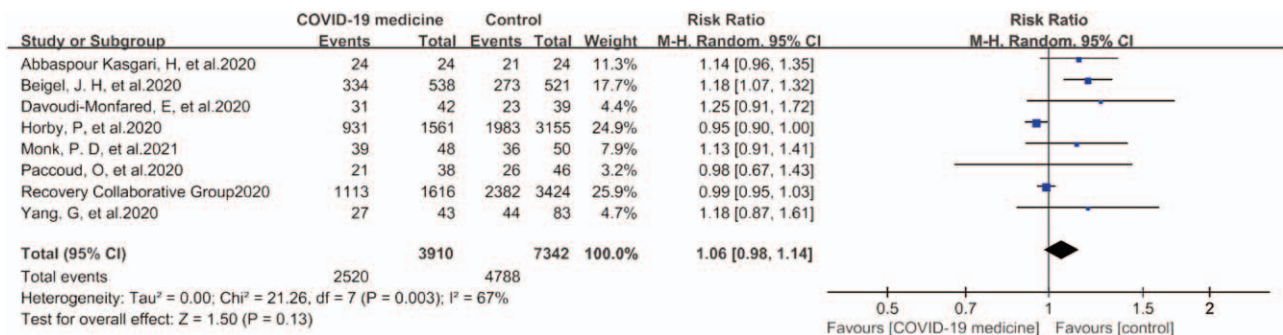 COVID-19 medicine Control Risk Ratio Risk Ratio
Study or Subgroup Events Total Events Total Weight M-H. Random. 95% CI M-H. Random. 95% CI
Abbaspour Kasgari, H, et al.2020 24 24 21 24 11.3% 1.14 [0.96, 1.35]
Beigel, J. H, et al.2020 334 538 273 521 17.7% 1.18 [1.07, 1.32]
Davoudi-Monfared, E, et al.2020 31 42 23 39 4.4% 1.25 [0.91, 1.72]
Horby, P, et al.2020 931 1561 1983 3155 24.9% 0.95 [0.90, 1.00]
Monk, P. D, et al.2021 39 48 36 50 7.9% 1.13 [0.91, 1.41]
Paccoud, O, et al.2020 21 38 26 46 3.2% 0.98 [0.67, 1.43]
Recovery Collaborative Group2020 1113 1616 2382 3424 25.9% 0.99 [0.95, 1.03]
Yang, G, et al.2020 27 43 44 83 4.7% 1.18 [0.87, 1.61]
Total (95% CI) 3910 7342 100.0% 1.06 [0.98, 1.14]
Total events 2520 4788
Heterogeneity: Tau² = 0.00; Chi² = 21.26, df = 7 (P = 0.003); I² = 67%
Test for overall effect: Z = 1.50 (P = 0.13)
0.5 0.7 1 1.5 2
Favours [COVID-19 medicine] Favours [control]